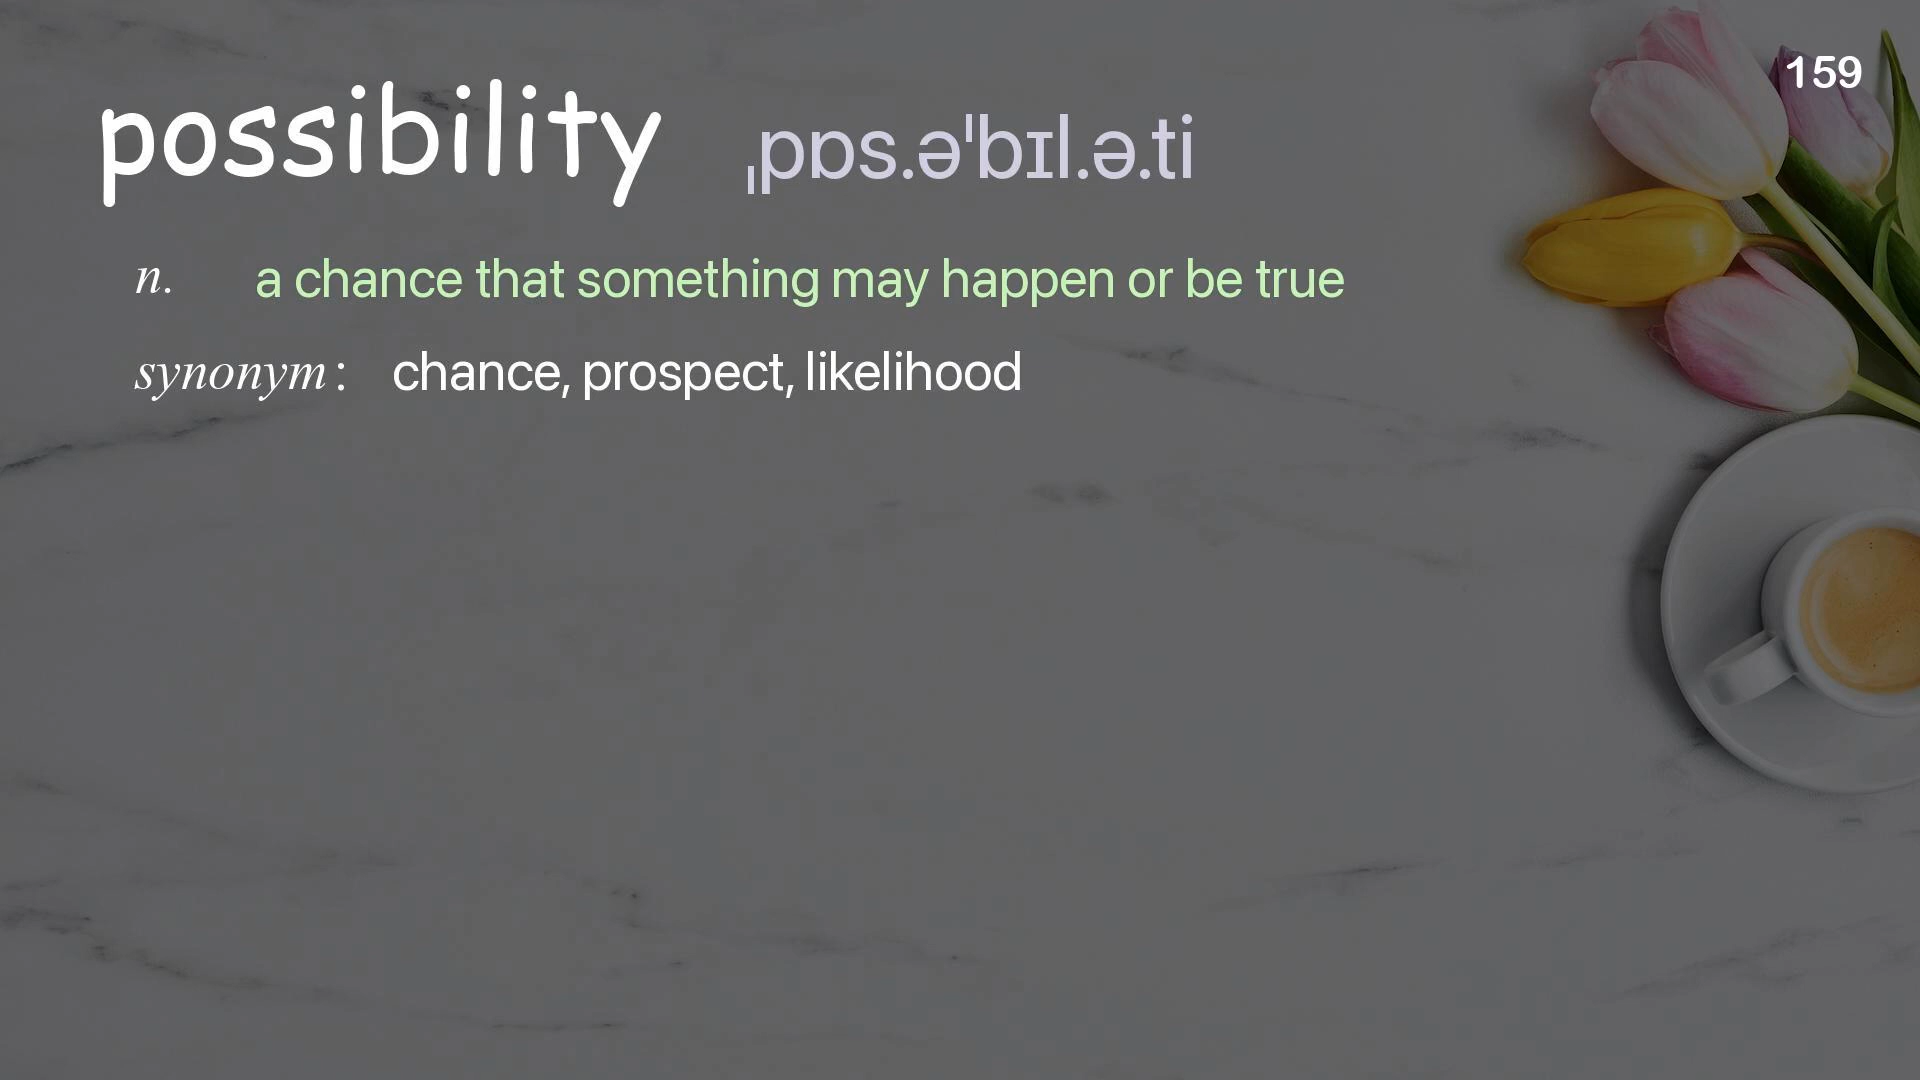 159
possibility ˌpɒs.əˈbɪl.ə.ti
n. a chance that something may happen or be true
synonym : chance, prospect, likelihood